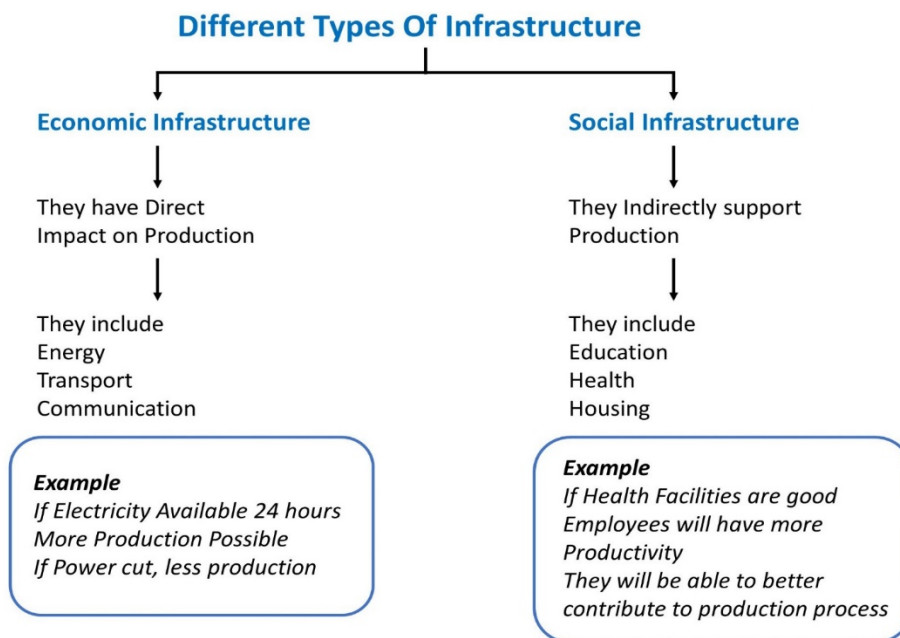 Different Types Of Infrastructure
Economic Infrastructure
They have Direct
Impact on Production
They include
Energy
Transport
Communication
Example
If Electricity Available 24 hours
More Production Possible
If Power cut, less production
Social Infrastructure
They Indirectly support
Production
They include
Education
Health
Housing
Example
If Health Facilities are good
Employees will have more
Productivity
They will be able to better
contribute to production process